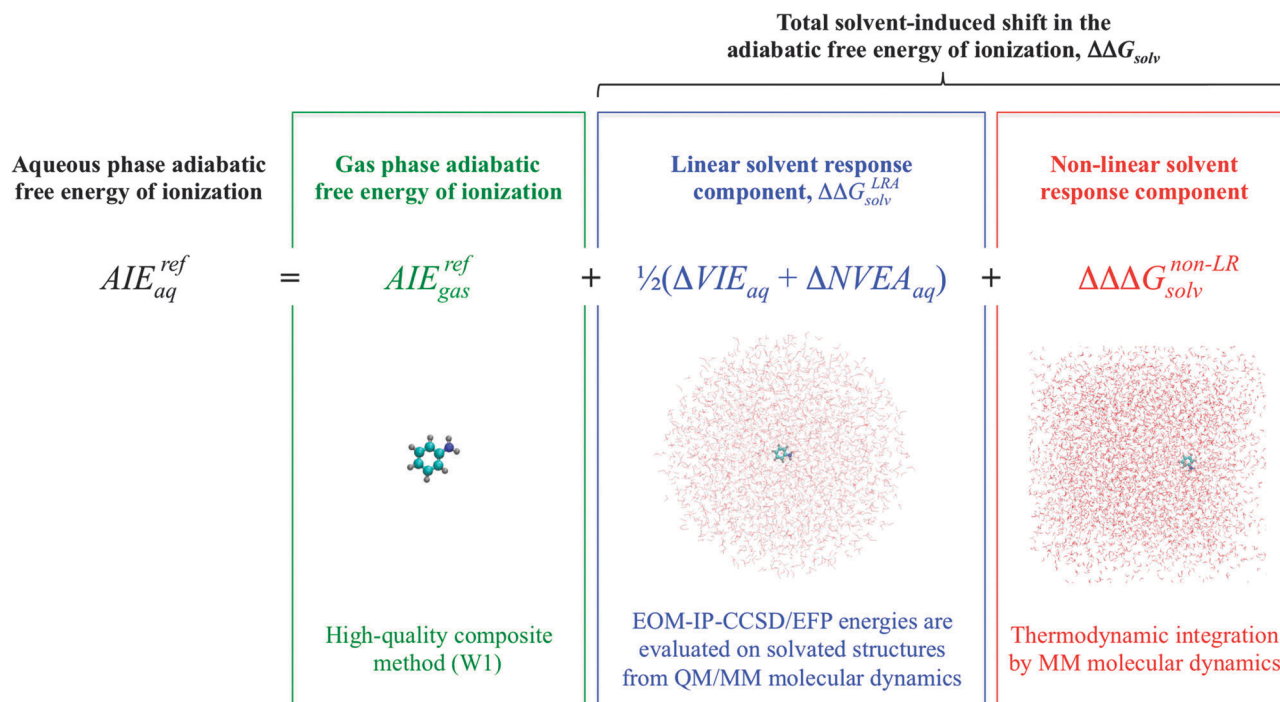 Total solvent-induced shift in the
adiabatic free energy of ionization, ΔΔG_solv
Aqueous phase adiabatic
free energy of ionization
Gas phase adiabatic
free energy of ionization
Linear solvent response
component, ΔΔG_solv^LRA
Non-linear solvent
response component
AIE_aq^ref = AIE_gas^ref + ½(ΔVIE_aq + ΔNVEA_aq) + ΔΔΔG_solv^non-LR
High-quality composite
method (W1)
EOM-IP-CCSD/EFP energies are
evaluated on solvated structures
from QM/MM molecular dynamics
Thermodynamic integration
by MM molecular dynamics